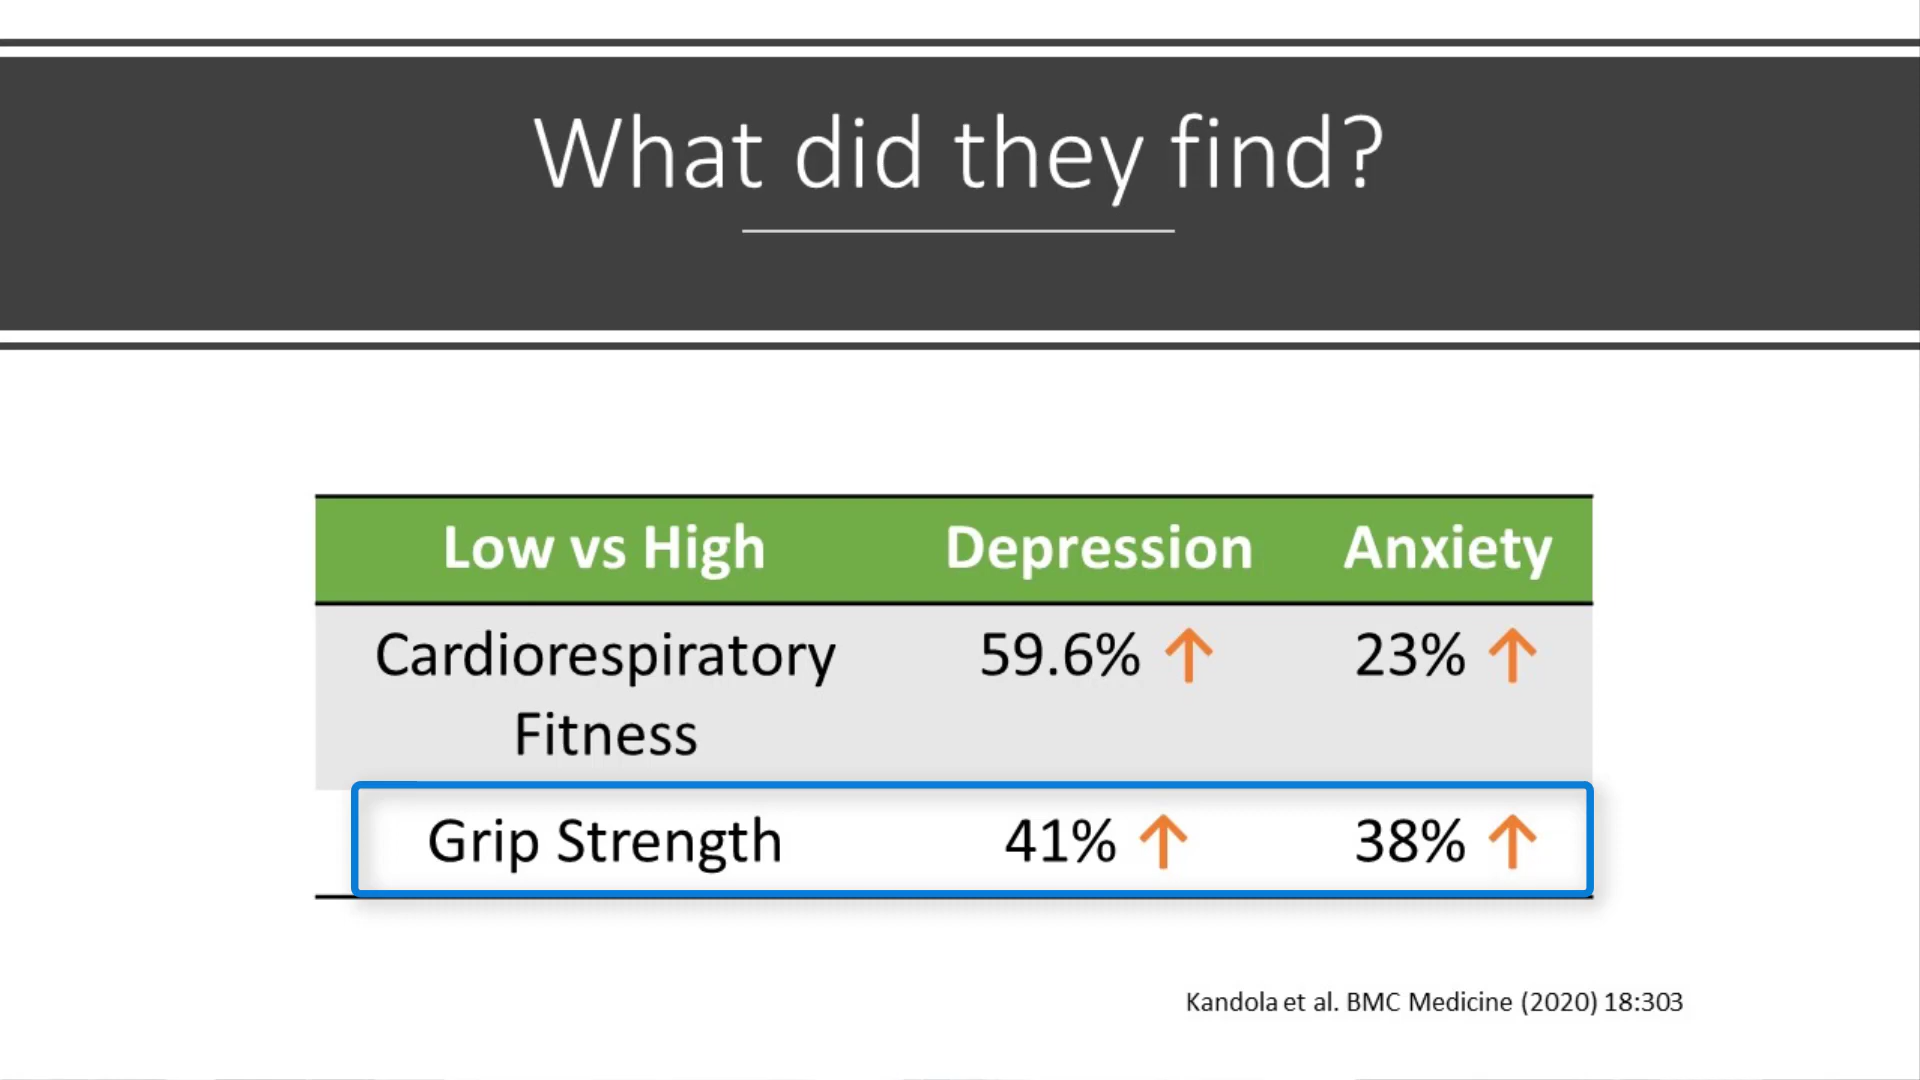 What did they find?
Low vs High Depression Anxiety
Cardiorespiratory 59.6% ↑ 23% ↑
Fitness
Grip Strength 41% ↑ 38% ↑
Kandola et al. BMC Medicine (2020) 18:303